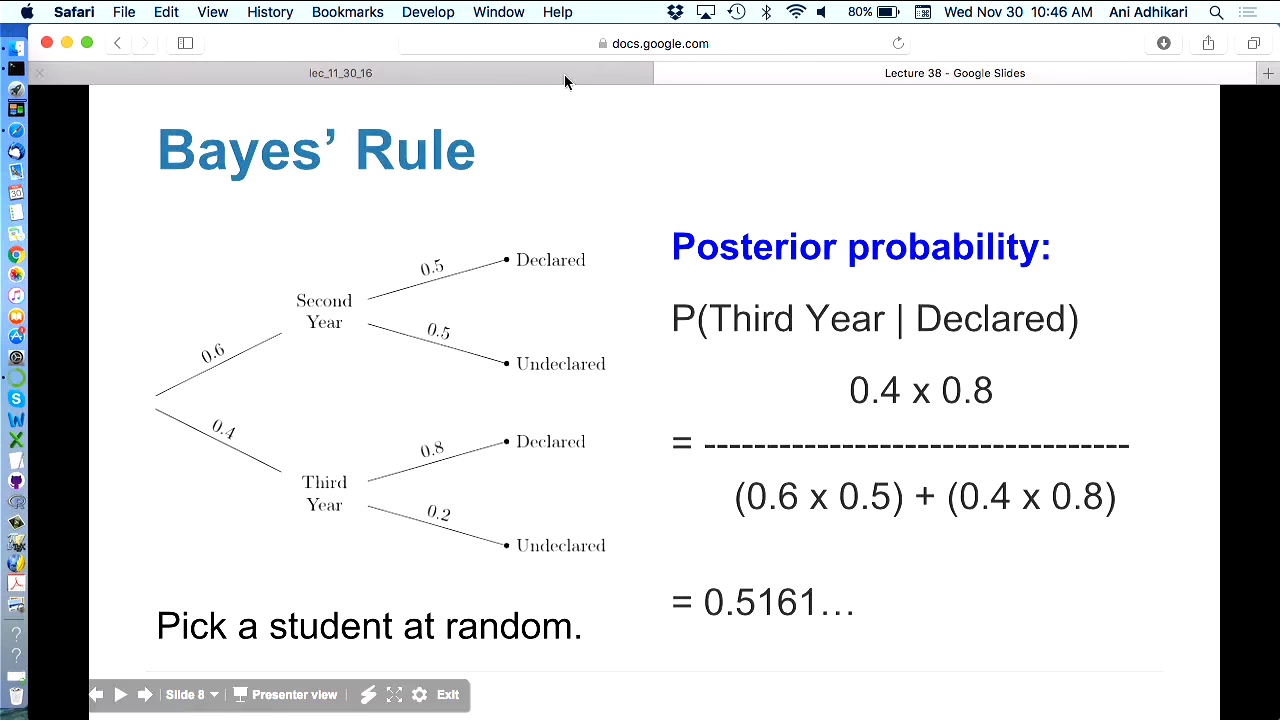 Safari File Edit View History Bookmarks Develop Window Help 80% Wed Nov 30 10:46 AM Ani Adhikari
docs.google.com
lec_11_30_16
Lecture 38 - Google Slides
Bayes’ Rule
0.6
0.4
Second
Year
0.5
Declared
0.5
Undeclared
Third
Year
0.8
Declared
0.2
Undeclared
Pick a student at random.
Posterior probability:
P(Third Year | Declared)
0.4 x 0.8
= ----------------------------------
(0.6 x 0.5) + (0.4 x 0.8)
= 0.5161…
Slide 8 Presenter view Exit